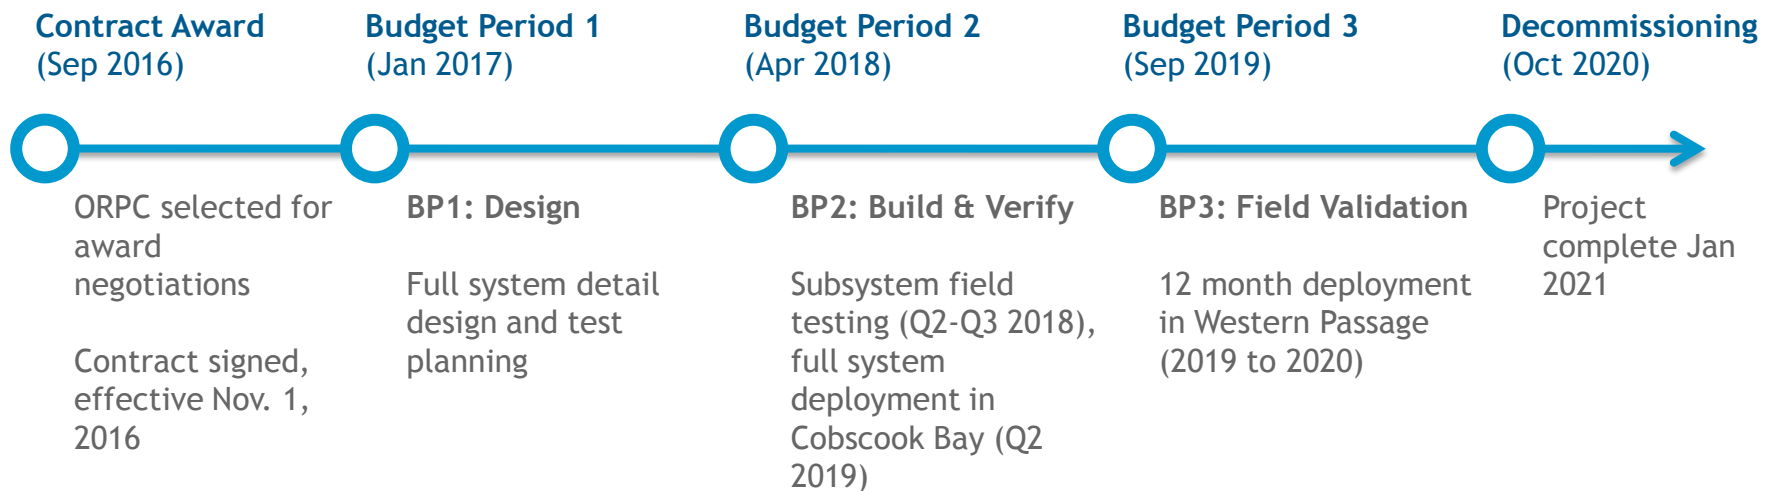 Contract Award
(Sep 2016)
Budget Period 1
(Jan 2017)
Budget Period 2
(Apr 2018)
Budget Period 3
(Sep 2019)
Decommissioning
(Oct 2020)
ORPC selected for
award
negotiations
Contract signed,
effective Nov. 1,
2016
BP1: Design
Full system detail
design and test
planning
BP2: Build & Verify
Subsystem field
testing (Q2-Q3 2018),
full system
deployment in
Cobscook Bay (Q2
2019)
BP3: Field Validation
12 month deployment
in Western Passage
(2019 to 2020)
Project
complete Jan
2021